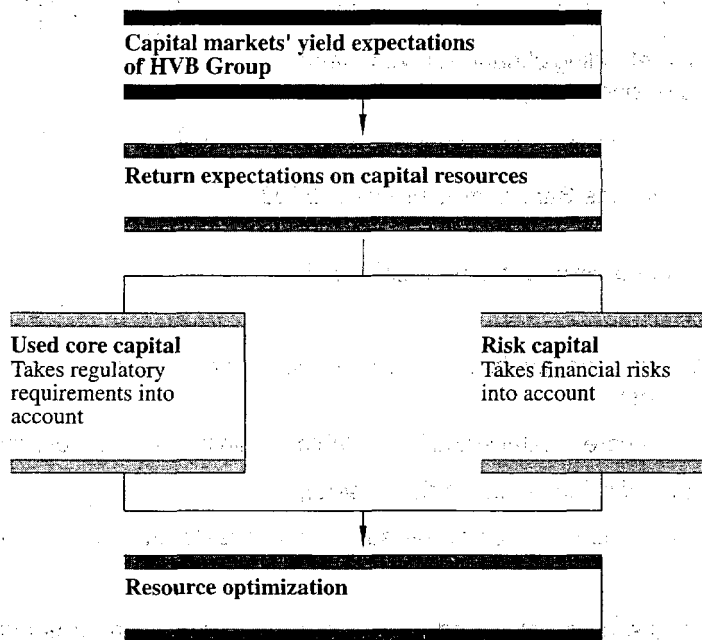 Capital markets' yield expectations
of HVB Group
Return expectations on capital resources
Used core capital
Takes regulatory
requirements into
account
Risk capital
Takes financial risks
into account
Resource optimization